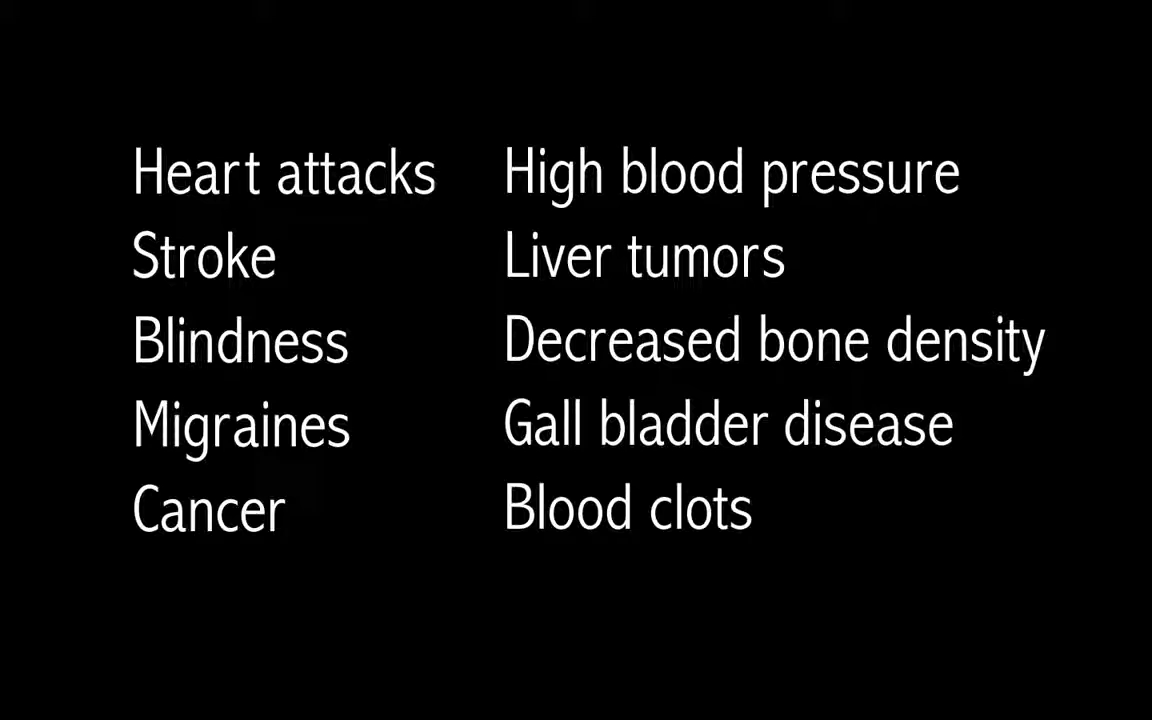 Heart attacks
Stroke
Blindness
Migraines
Cancer
High blood pressure
Liver tumors
Decreased bone density
Gall bladder disease
Blood clots